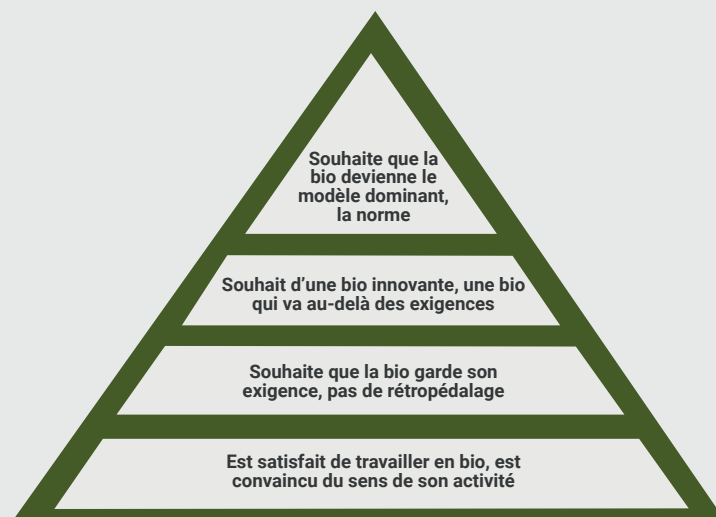 Souhaite que la
bio devienne le
modèle dominant,
la norme
Souhait d’une bio innovante, une bio
qui va au-delà des exigences
Souhaite que la bio garde son
exigence, pas de rétropédalage
Est satisfait de travailler en bio, est
convaincu du sens de son activité